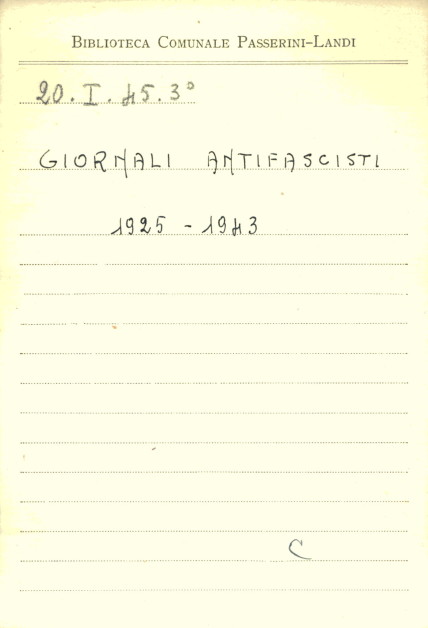 BIBLIOTECA COMUNALE PASSERINI-LANDI
20. I. 45. 3°
GIORNALI ANTIFASCISTI
1925 - 1943
C